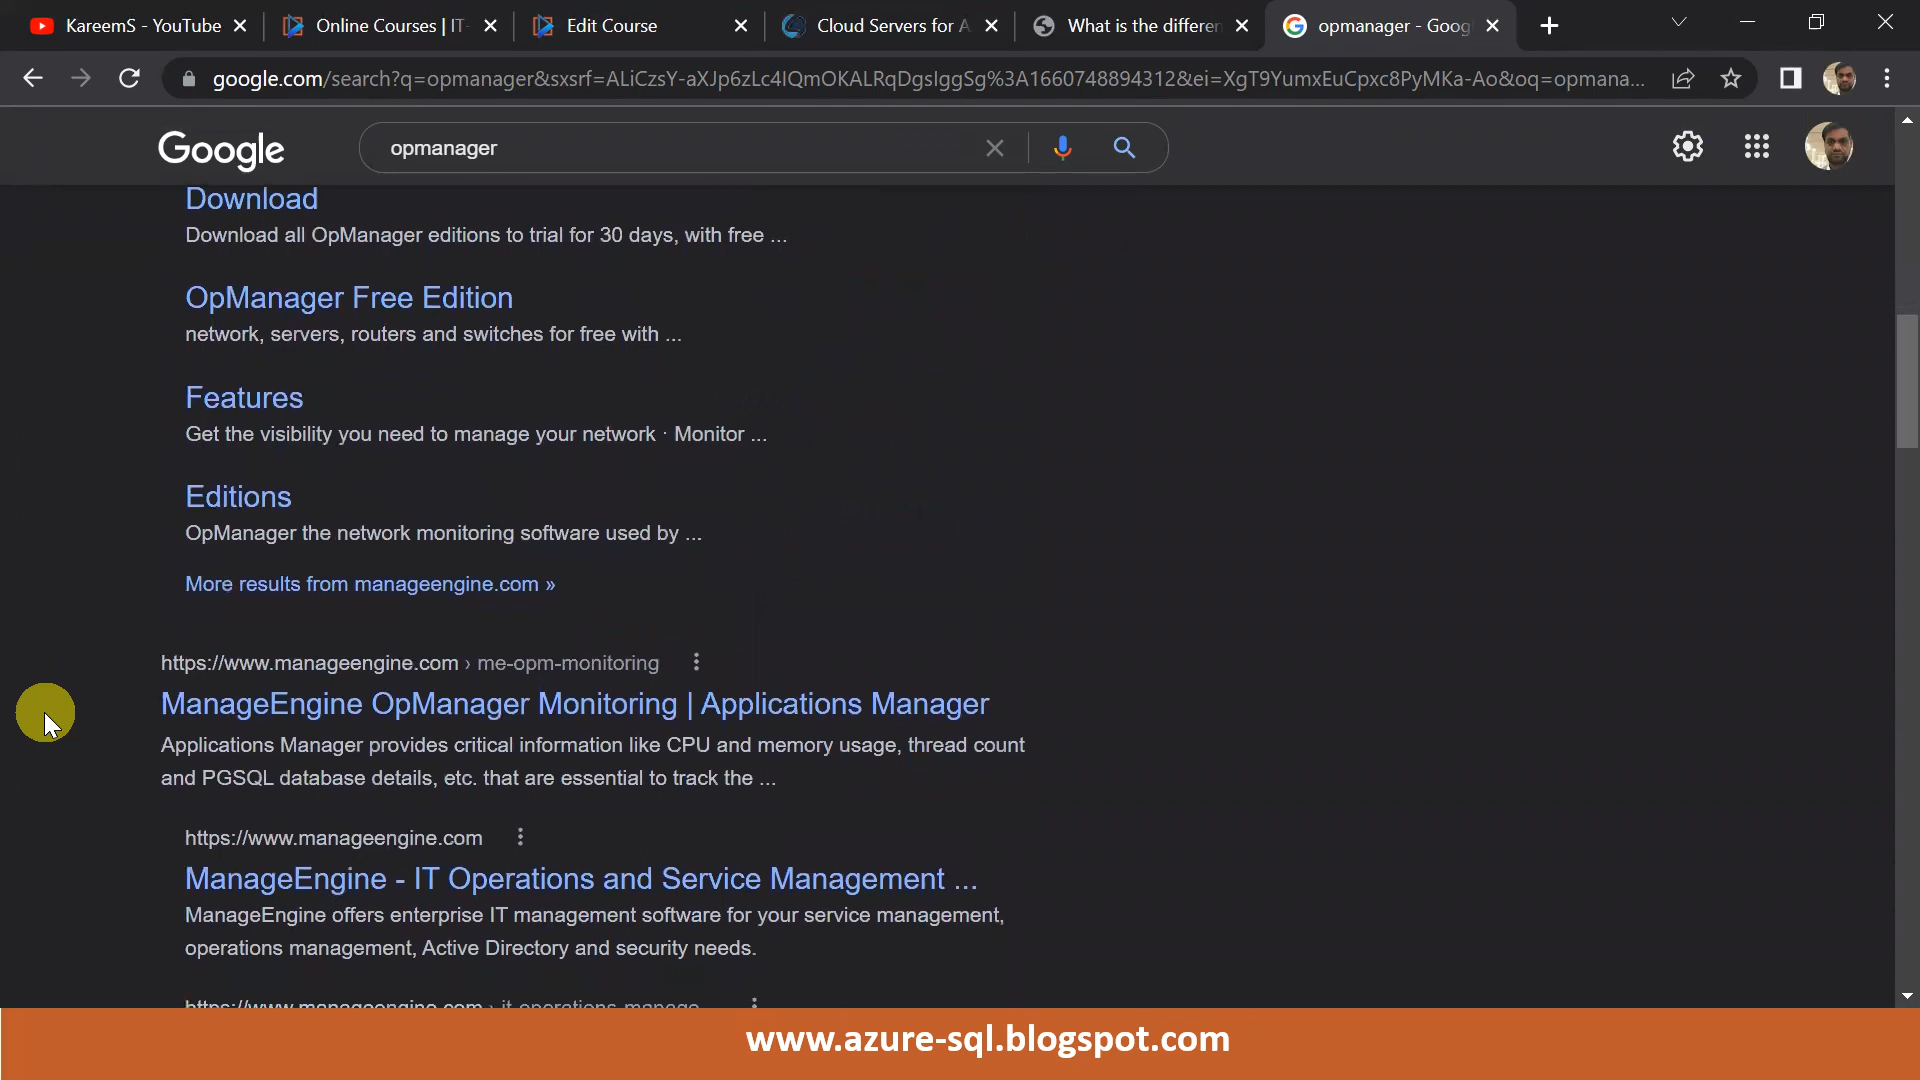 KareemS - YouTube
Online Courses | IT-
Edit Course
Cloud Servers for A
What is the differen
opmanager - Goog
google.com/search?q=opmanager&sxsrf=ALiCzsY-aXJp6zLc4IQmOKALRqDgsIggSg%3A1660748894312&ei=XgT9YumxEuCpxc8PyMKa-Ao&oq=opmana...
Google
opmanager
Download
Download all OpManager editions to trial for 30 days, with free ...
OpManager Free Edition
network, servers, routers and switches for free with ...
Features
Get the visibility you need to manage your network · Monitor ...
Editions
OpManager the network monitoring software used by ...
More results from manageengine.com »
https://www.manageengine.com › me-opm-monitoring
ManageEngine OpManager Monitoring | Applications Manager
Applications Manager provides critical information like CPU and memory usage, thread count
and PGSQL database details, etc. that are essential to track the ...
https://www.manageengine.com
ManageEngine - IT Operations and Service Management ...
ManageEngine offers enterprise IT management software for your service management,
operations management, Active Directory and security needs.
https://www.manageengine.com › it-operations-manage...
www.azure-sql.blogspot.com